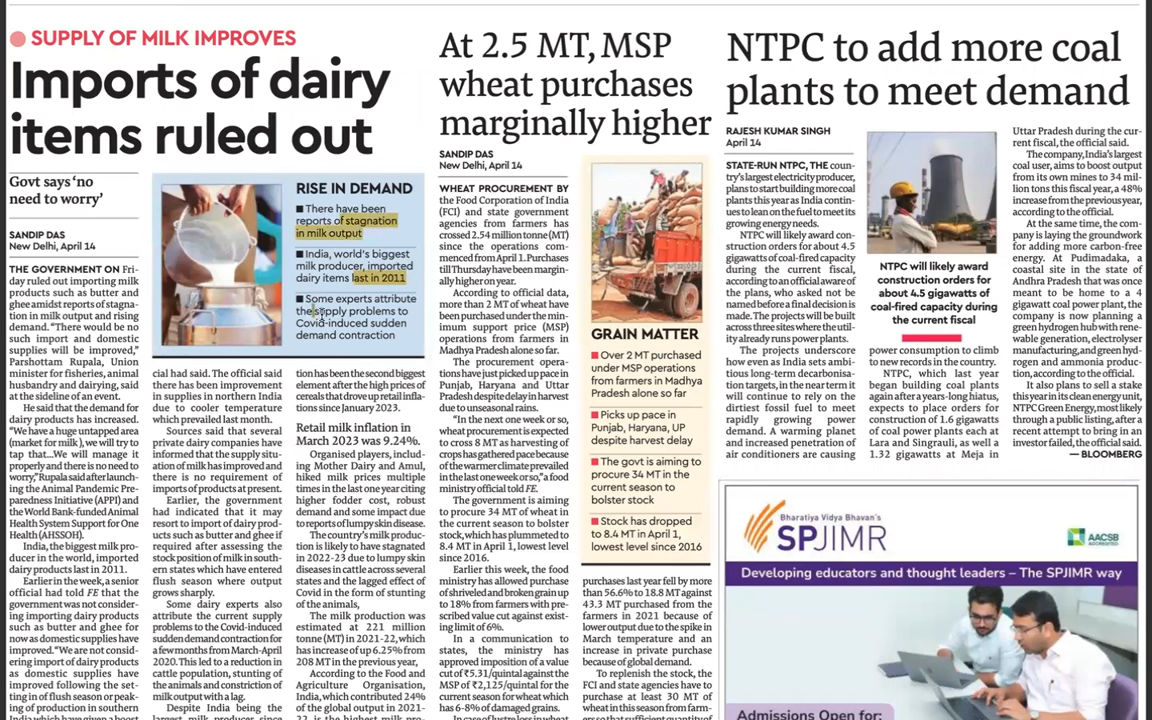 SUPPLY OF MILK IMPROVES
Imports of dairy
items ruled out
Govt says ‘no
need to worry’
SANDIP DAS
New Delhi, April 14
THE GOVERNMENT ON Fri-
day ruled out importing milk
products such as butter and
ghee amidst reports of stagna-
tion in milk output and rising
demand. “There would be no
such import and domestic
supplies will be improved,”
Parshottam Rupala, Union
minister for fisheries, animal
husbandry and dairying, said
at the sideline of an event.
He said that the demand for
dairy products has increased.
“We have a huge untapped area
(market for milk), we will try to
tap that...We will manage it
properly and there is no need to
worry,” Rupala said after launch-
ing the Animal Pandemic Pre-
paredness Initiative (APPI) and
the World Bank-funded Animal
Health System Support for One
Health (AHSSOH).
India, the biggest milk pro-
ducer in the world, imported
dairy products last in 2011.
Earlier in the week, a senior
official had told FE that the
government was not consider-
ing importing dairy products
such as butter and ghee for
now as domestic supplies have
improved. “We are not consid-
ering import of dairy products
as domestic supplies have
improved following the set-
ting in of flush season or peak-
ing of production in southern
India which have given a boost
RISE IN DEMAND
■ There have been
reports of stagnation
in milk output
■ India, world's biggest
milk producer, imported
dairy items last in 2011
■ Some experts attribute
the supply problems to
Covid-induced sudden
demand contraction
cial had said. The official said
there has been improvement
in supplies in northern India
due to cooler temperature
which prevailed last month.
Sources said that several
private dairy companies have
informed that the supply situ-
ation of milk has improved and
there is no requirement of
imports of products at present.
Earlier, the government
had indicated that it may
resort to import of dairy prod-
ucts such as butter and ghee if
required after assessing the
stock position of milk in south-
ern states which have entered
flush season where output
grows sharply.
Some dairy experts also
attribute the current supply
problems to the Covid-induced
sudden demand contraction for
a few months from March-April
2020. This led to a reduction in
cattle population, stunting of
the animals and constriction of
milk output with a lag.
Despite India being the
largest milk producer since
tion has been the second biggest
element after the high prices of
cereals that drove up retail infla-
tions since January 2023.
Retail milk inflation in
March 2023 was 9.24%.
Organised players, includ-
ing Mother Dairy and Amul,
hiked milk prices multiple
times in the last one year citing
higher fodder cost, robust
demand and some impact due
to reports of lumpy skin disease.
The country's milk produc-
tion is likely to have stagnated
in 2022-23 due to lumpy skin
diseases in cattle across several
states and the lagged effect of
Covid in the form of stunting
of the animals,
The milk production was
estimated at 221 million
tonne (MT) in 2021-22, which
has increase of up 6.25% from
208 MT in the previous year,
According to the Food and
Agriculture Organisation,
India, which contributed 24%
of the global output in 2021-
22, is the highest milk pro-
At 2.5 MT, MSP
wheat purchases
marginally higher
SANDIP DAS
New Delhi, April 14
WHEAT PROCUREMENT BY
the Food Corporation of India
(FCI) and state government
agencies from farmers has
crossed 2.54 million tonne (MT)
since the operations com-
menced from April 1. Purchases
till Thursday have been margin-
ally higher on year.
According to official data,
more than 2 MT of wheat have
been purchased under the min-
imum support price (MSP)
operations from farmers in
Madhya Pradesh alone so far.
The procurement opera-
tions have just picked up pace in
Punjab, Haryana and Uttar
Pradesh despite delay in harvest
due to unseasonal rains.
“In the next one week or so,
wheat procurement is expected
to cross 8 MT as harvesting of
crops has gathered pace because
of the warmer climate prevailed
in the last one week or so,” a food
ministry official told FE.
The government is aiming
to procure 34 MT of wheat in
the current season to bolster
stock, which has plummeted to
8.4 MT in April 1, lowest level
since 2016.
Earlier this week, the food
ministry has allowed purchase
of shriveled and broken grain up
to 18% from farmers with pre-
scribed value cut against exist-
ing limit of 6%.
In a communication to
states, the ministry has
approved imposition of a value
cut of ₹5.31/quintal against the
MSP of ₹2,125/quintal for the
current season for wheat which
has 6-8% of damaged grains.
In case of lustre loss in wheat
GRAIN MATTER
■ Over 2 MT purchased
under MSP operations
from farmers in Madhya
Pradesh alone so far
■ Picks up pace in
Punjab, Haryana, UP
despite harvest delay
■ The govt is aiming to
procure 34 MT in the
current season to
bolster stock
■ Stock has dropped
to 8.4 MT in April 1,
lowest level since 2016
purchases last year fell by more
than 56.6% to 18.8 MT against
43.3 MT purchased from the
farmers in 2021 because of
lower output due to the spike in
March temperature and an
increase in private purchase
because of global demand.
To replenish the stock, the
FCI and state agencies have to
purchase at least 30 MT of
wheat in this season from farm-
ers so that sufficient quantity of
NTPC to add more coal
plants to meet demand
RAJESH KUMAR SINGH
April 14
STATE-RUN NTPC, THE coun-
try's largest electricity producer,
plans to start building more coal
plants this year as India contin-
ues to lean on the fuel to meet its
growing energy needs.
NTPC will likely award con-
struction orders for about 4.5
gigawatts of coal-fired capacity
during the current fiscal,
according to an official aware of
the plans, who asked not be
named before a final decision is
made. The projects will be built
across three sites where the util-
ity already runs power plants.
The projects underscore
how even as India sets ambi-
tious long-term decarbonisa-
tion targets, in the near term it
will continue to rely on the
dirtiest fossil fuel to meet
rapidly growing power
demand. A warming planet
and increased penetration of
air conditioners are causing
NTPC will likely award
construction orders for
about 4.5 gigawatts of
coal-fired capacity during
the current fiscal
power consumption to climb
to new records in the country.
NTPC, which last year
began building coal plants
again after a years-long hiatus,
expects to place orders for
construction of 1.6 gigawatts
of coal power plants each at
Lara and Singrauli, as well a
1.32 gigawatts at Meja in
Uttar Pradesh during the cur-
rent fiscal, the official said.
The company, India's largest
coal user, aims to boost output
from its own mines to 34 mil-
lion tons this fiscal year, a 48%
increase from the previous year,
according to the official.
At the same time, the com-
pany is laying the groundwork
for adding more carbon-free
energy. At Pudimadaka, a
coastal site in the state of
Andhra Pradesh that was once
meant to be home to a 4
gigawatt coal power plant, the
company is now planning a
green hydrogen hub with rene-
wable generation, electrolyser
manufacturing, and green hyd-
rogen and ammonia produc-
tion, according to the official.
It also plans to sell a stake
this year in its clean energy unit,
NTPC Green Energy, most likely
through a public listing, after a
recent attempt to bring in an
investor failed, the official said.
— BLOOMBERG
Bharatiya Vidya Bhavan's
SPJIMR
AACSB
ACCREDITED
Developing educators and thought leaders – The SPJIMR way
Admissions Open for: